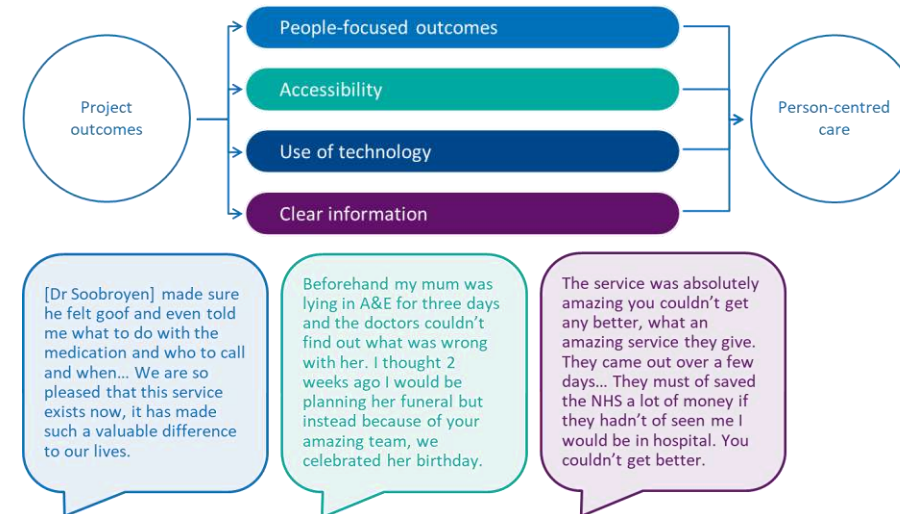 People-focused outcomes
Accessibility
Project
outcomes
Person-centred
care
Use of technology
Clear information
[Dr Soobroyen] made sure
he felt goof and even told
me what to do with the
medication and who to call
and when... We are so
pleased that this service
exists now, it has made
such a valuable difference
to our lives.
Beforehand my mum was
lying in A&E for three days
and the doctors couldn't
find out what was wrong
with her. I thought 2
weeks ago I would be
planning her funeral but
instead because of your
amazing team, we
celebrated her birthday.
The service was absolutely
amazing you couldn't get
any better, what an
amazing service they give.
They came out over a few
days... They must of saved
the NHS a lot of money if
they hadn't of seen me I
would be in hospital. You
couldn't get better.